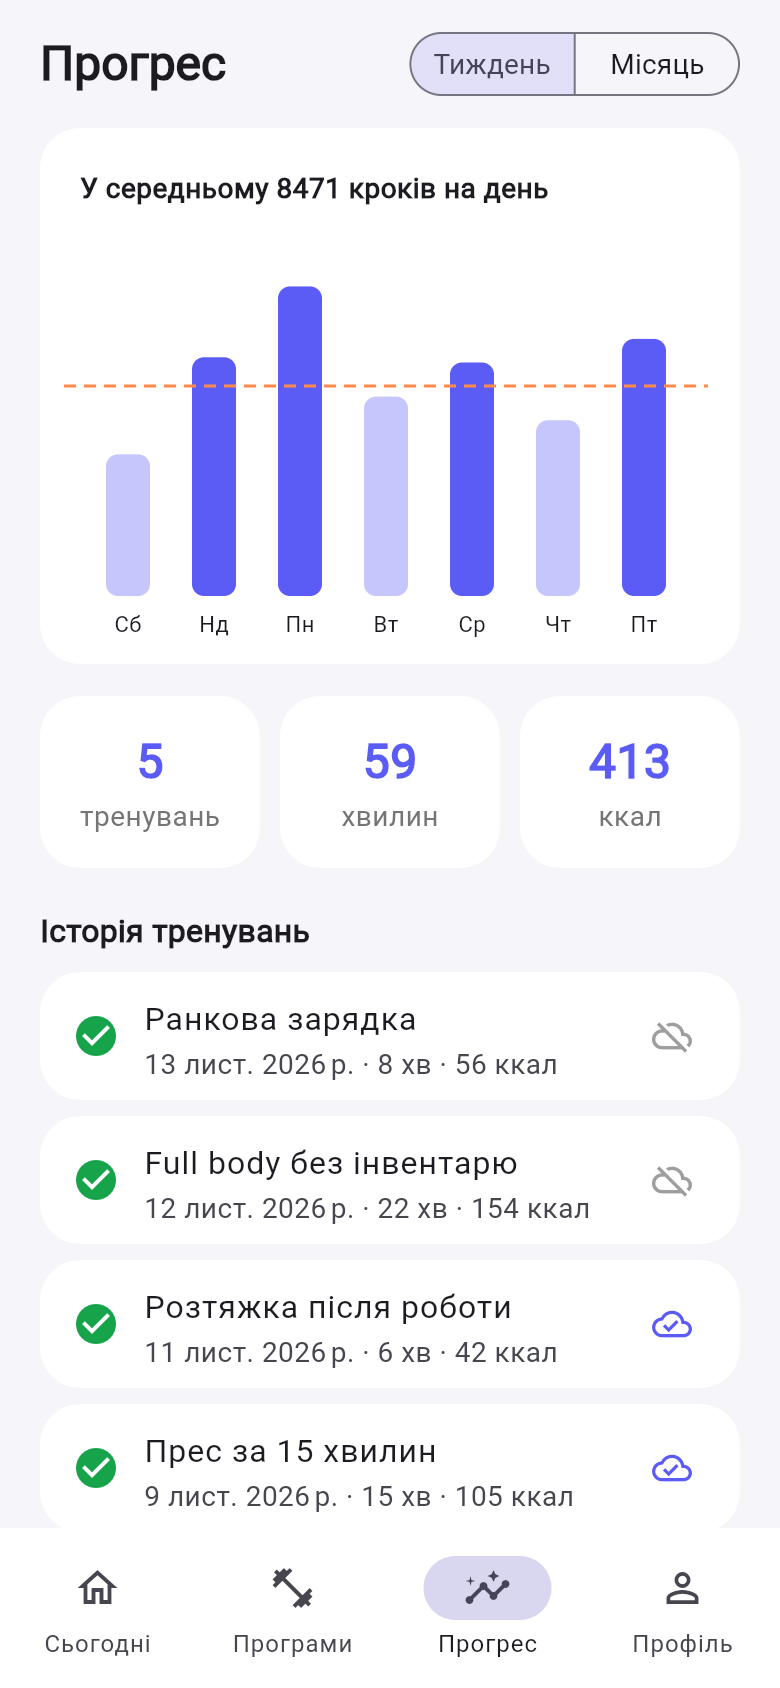 Прогрес
Тиждень
Місяць
У середньому 8471 кроків на день
Сб
Нд
Пн
Вт
Ср
Чт
Пт
5
тренувань
59
хвилин
413
ккал
Історія тренувань
Ранкова зарядка
13 лист. 2026 р. · 8 хв · 56 ккал
Full body без інвентарю
12 лист. 2026 р. · 22 хв · 154 ккал
Розтяжка після роботи
11 лист. 2026 р. · 6 хв · 42 ккал
Прес за 15 хвилин
9 лист. 2026 р. · 15 хв · 105 ккал
Сьогодні
Програми
Прогрес
Профіль